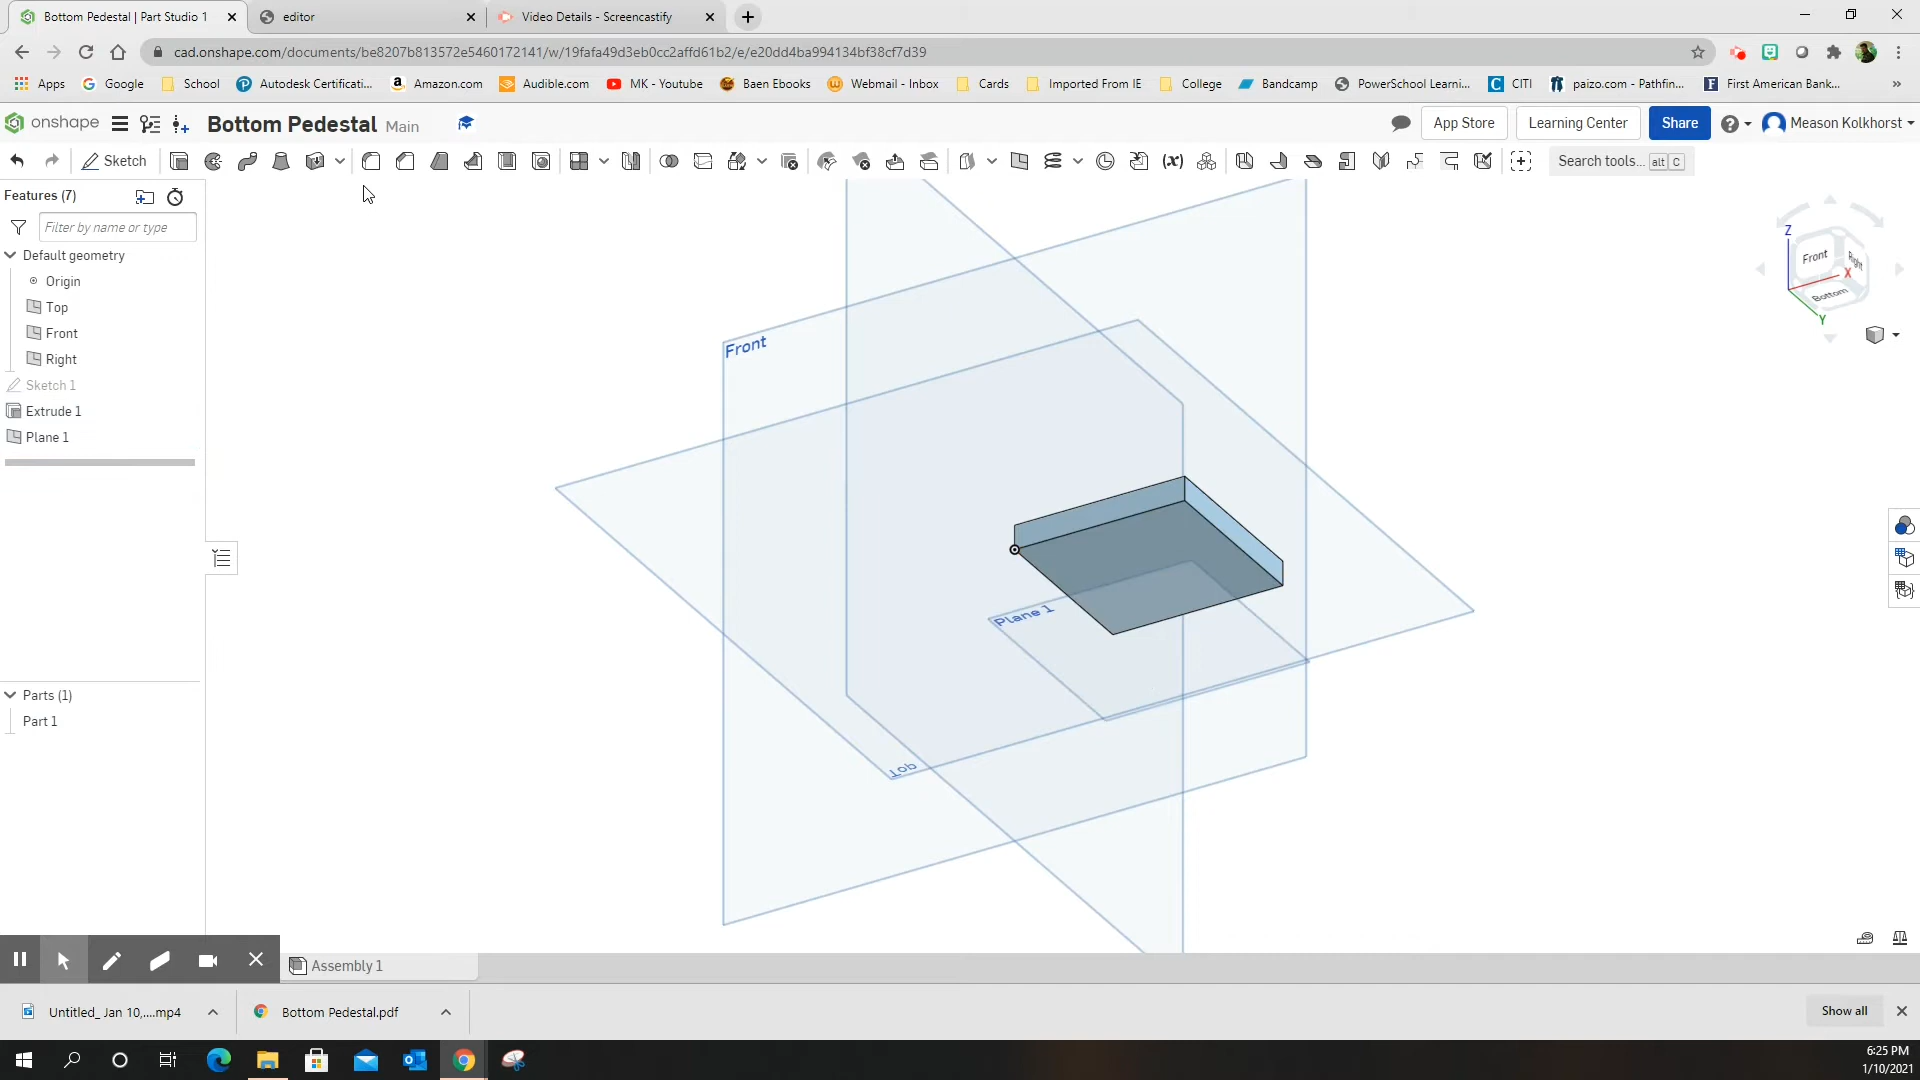 Bottom Pedestal | Part Studio 1
editor
Video Details - Screencastify
cad.onshape.com/documents/be8207b813572e5460172141/w/19fafa49d3eb0cc2affd61b2/e/e20dd4ba994134bf38cf7d39
Apps Google School Autodesk Certificati... Amazon.com Audible.com MK - Youtube Baen Ebooks Webmail - Inbox Cards Imported From IE College Bandcamp PowerSchool Learni... CITI paizo.com - Pathfin... First American Bank... »
onshape Bottom Pedestal Main App Store Learning Center Share Meason Kolkhorst
Sketch (x) Search tools... alt C
Features (7)
Filter by name or type
Default geometry
Origin
Top
Front
Right
Sketch 1
Extrude 1
Plane 1
Parts (1)
Part 1
Front
Plane 1
Top
Z
Front
Right
X
Bottom
Y
Assembly 1
Untitled_ Jan 10,....mp4
Bottom Pedestal.pdf
Show all
6:25 PM
1/10/2021